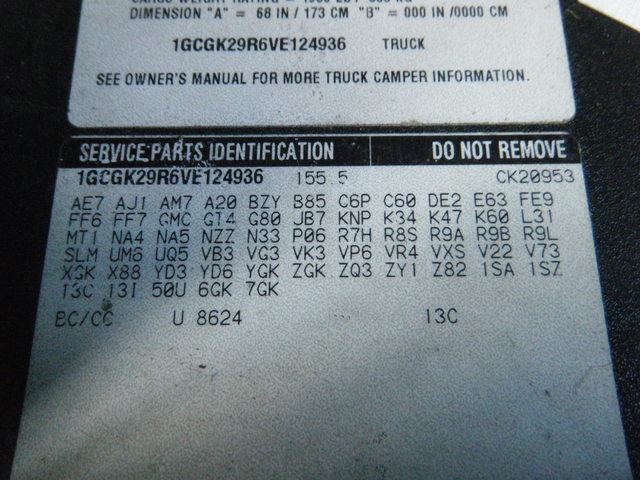 DIMENSION "A" = 68 IN / 173 CM "B" = 000 IN /0000 CM
1GCGK29R6VE124936 TRUCK
SEE OWNER'S MANUAL FOR MORE TRUCK CAMPER INFORMATION.
SERVICE PARTS IDENTIFICATION DO NOT REMOVE
1GCGK29R6VE124936 155.5 CK20953
AE7 AJ1 AM7 A20 BZY B85 C6P C60 DE2 E63 FE9
FF6 FF7 GMC GT4 G80 JB7 KNP K34 K47 K60 L31
MT1 NA4 NA5 NZZ N33 P06 R7H R8S R9A R9B R9L
SLM UM6 UQ5 VB3 VG3 VK3 VP6 VR4 VXS V22 V73
XGK X88 YD3 YD6 YGK ZGK ZQ3 ZY1 Z82 1SA 1SZ
13C 13I 50U 6GK 7GK
BC/CC U 8624 13C